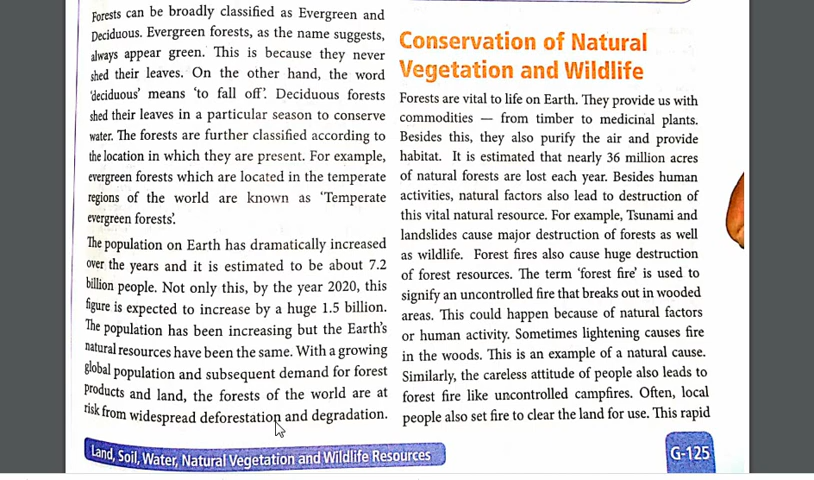 Forests can be broadly classified as Evergreen and
Deciduous. Evergreen forests, as the name suggests,
always appear green. This is because they never
shed their leaves. On the other hand, the word
'deciduous' means 'to fall off'. Deciduous forests
shed their leaves in a particular season to conserve
water. The forests are further classified according to
the location in which they are present. For example,
evergreen forests which are located in the temperate
regions of the world are known as 'Temperate
evergreen forests'.
The population on Earth has dramatically increased
over the years and it is estimated to be about 7.2
billion people. Not only this, by the year 2020, this
figure is expected to increase by a huge 1.5 billion.
The population has been increasing but the Earth's
natural resources have been the same. With a growing
global population and subsequent demand for forest
products and land, the forests of the world are at
risk from widespread deforestation and degradation.
Conservation of Natural
Vegetation and Wildlife
Forests are vital to life on Earth. They provide us with
commodities — from timber to medicinal plants.
Besides this, they also purify the air and provide
habitat. It is estimated that nearly 36 million acres
of natural forests are lost each year. Besides human
activities, natural factors also lead to destruction of
this vital natural resource. For example, Tsunami and
landslides cause major destruction of forests as well
as wildlife. Forest fires also cause huge destruction
of forest resources. The term 'forest fire' is used to
signify an uncontrolled fire that breaks out in wooded
areas. This could happen because of natural factors
or human activity. Sometimes lightening causes fire
in the woods. This is an example of a natural cause.
Similarly, the careless attitude of people also leads to
forest fire like uncontrolled campfires. Often, local
people also set fire to clear the land for use. This rapid
Land, Soil, Water, Natural Vegetation and Wildlife Resources
G-125